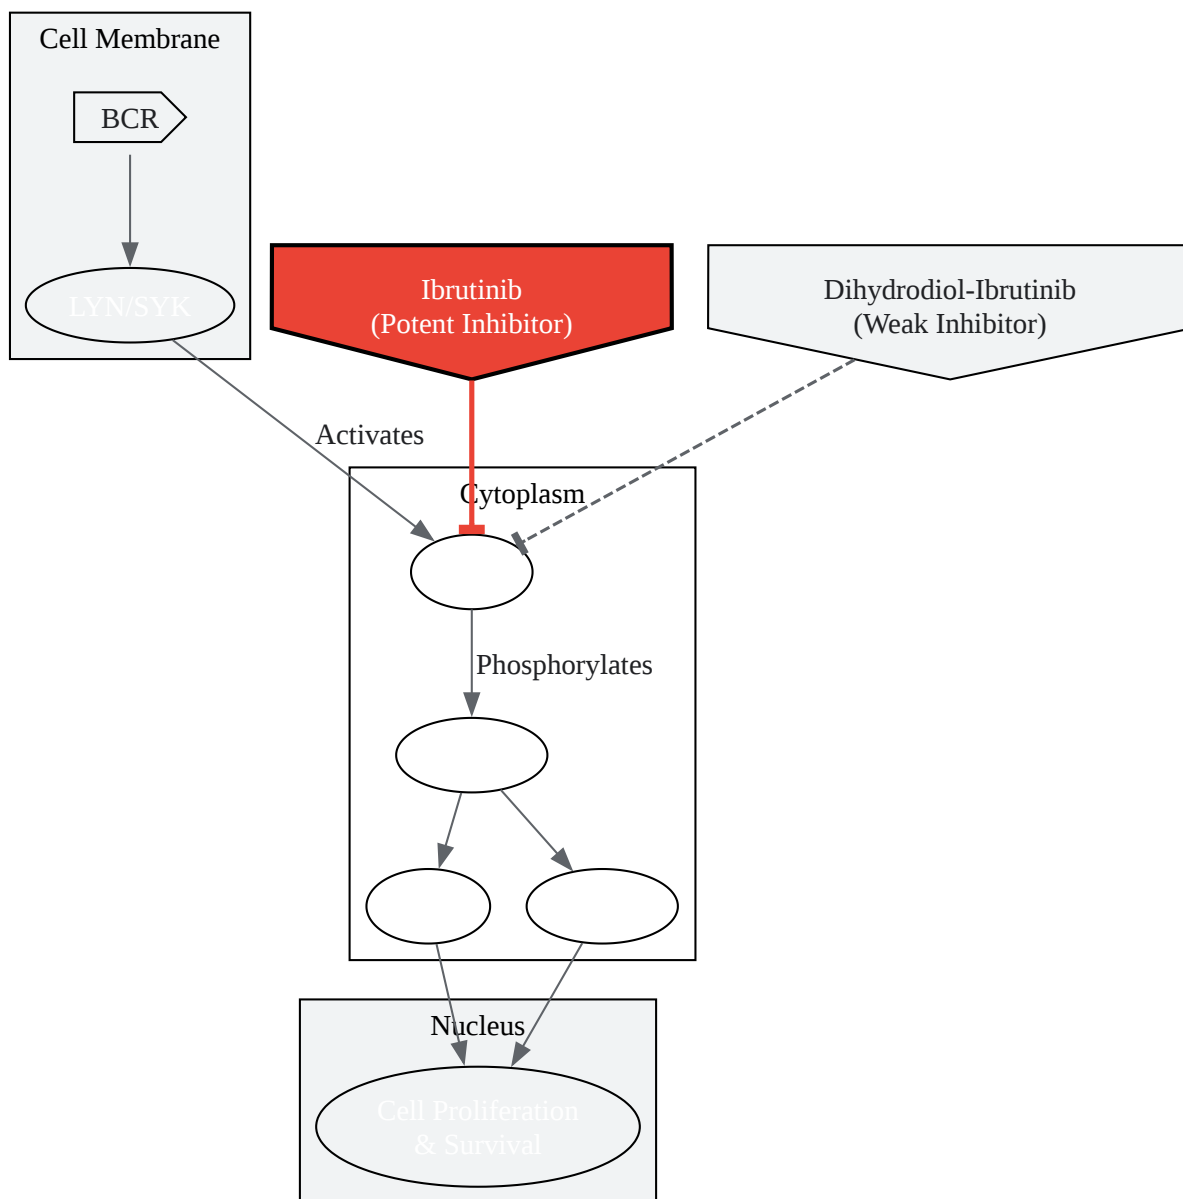 Cell Membrane
BCR
LYN/SYK
Ibrutinib
(Potent Inhibitor)
Dihydrodiol-Ibrutinib
(Weak Inhibitor)
Activates
Cytoplasm
Phosphorylates
Nucleus
Cell Proliferation
& Survival